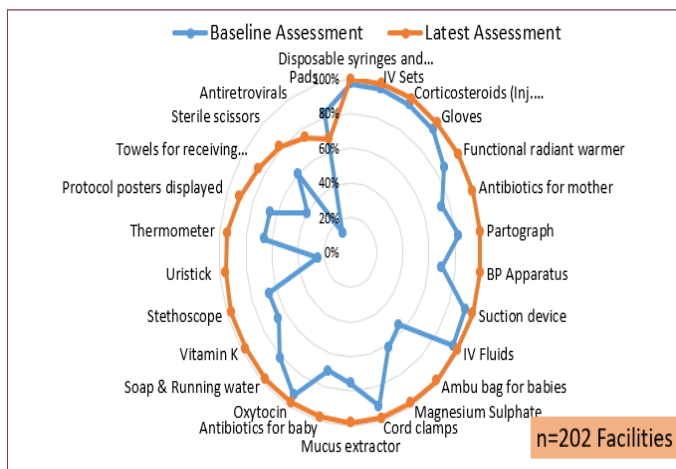 Baseline Assessment Latest Assessment
Disposable syringes and...
IV Sets
Corticosteroids (Inj....
Gloves
Functional radiant warmer
Antibiotics for mother
Partograph
BP Apparatus
Suction device
IV Fluids
Ambu bag for babies
Magnesium Sulphate
Cord clamps
Mucus extractor
Antibiotics for baby
Oxytocin
Soap & Running water
Vitamin K
Stethoscope
Uristick
Thermometer
Protocol posters displayed
Towels for receiving...
Sterile scissors
Antiretrovirals
Pads
100%
80%
60%
40%
20%
0%
n=202 Facilities